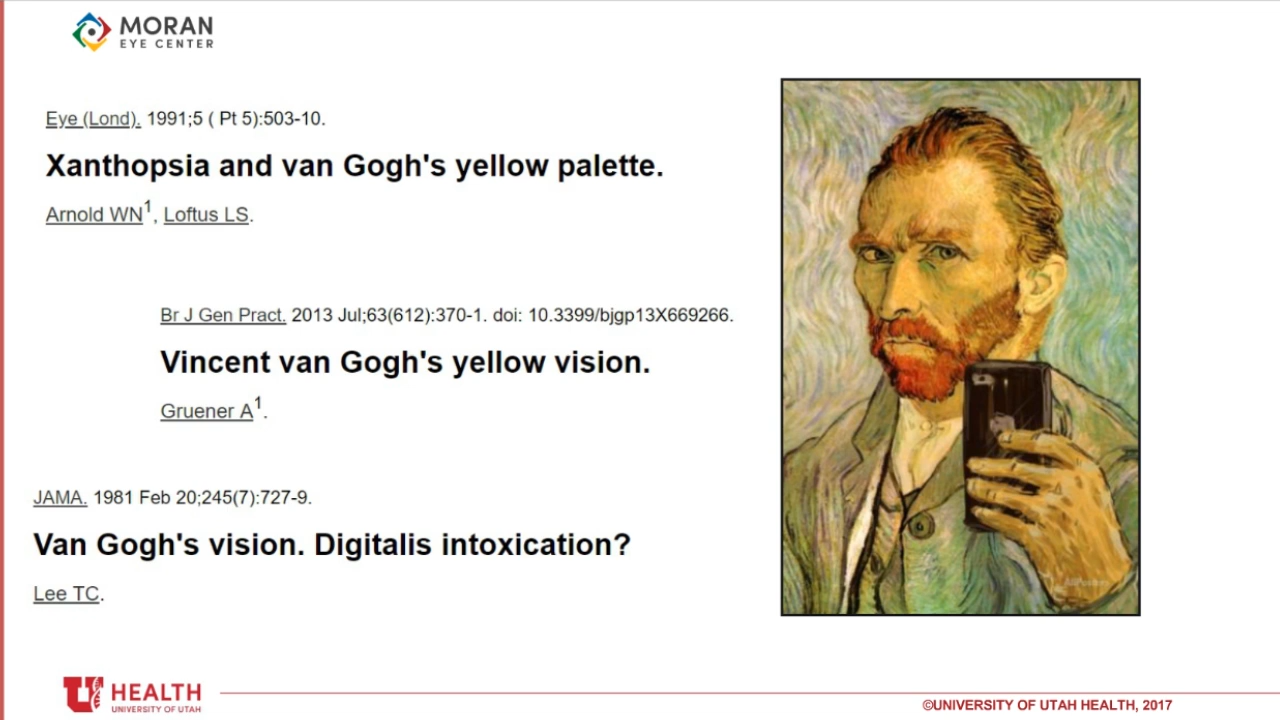 MORAN
EYE CENTER
Eye (Lond). 1991;5 ( Pt 5):503-10.
Xanthopsia and van Gogh's yellow palette.
Arnold WN1, Loftus LS.
Br J Gen Pract. 2013 Jul;63(612):370-1. doi: 10.3399/bjgp13X669266.
Vincent van Gogh's yellow vision.
Gruener A1.
JAMA. 1981 Feb 20;245(7):727-9.
Van Gogh's vision. Digitalis intoxication?
Lee TC.
U HEALTH
UNIVERSITY OF UTAH
©UNIVERSITY OF UTAH HEALTH, 2017